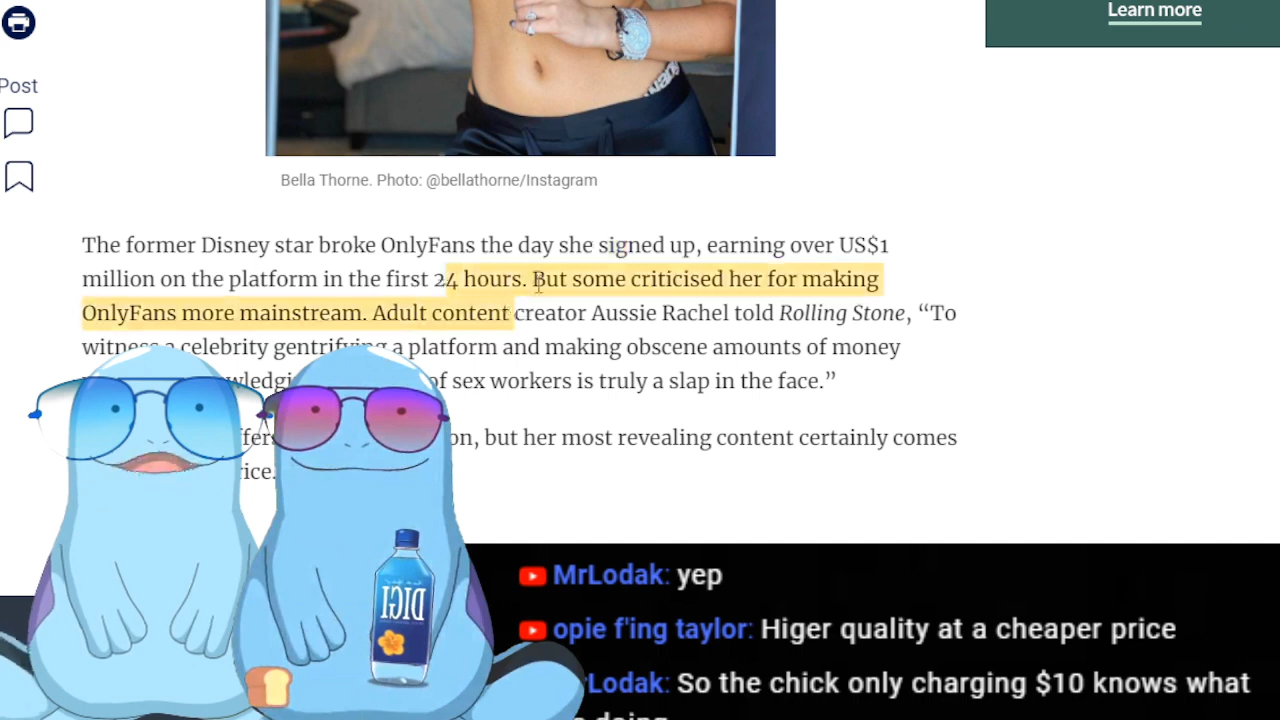 Learn more
Post
Bella Thorne. Photo: @bellathorne/Instagram
The former Disney star broke OnlyFans the day she signed up, earning over US$1
million on the platform in the first 24 hours. But some criticised her for making
OnlyFans more mainstream. Adult content creator Aussie Rachel told Rolling Stone, “To
witness a celebrity gentrifying a platform and making obscene amounts of money
of sex workers is truly a slap in the face.”
on, but her most revealing content certainly comes
DIGI
MrLodak: yep
opie f'ing taylor: Higer quality at a cheaper price
Lodak: So the chick only charging $10 knows what
doing